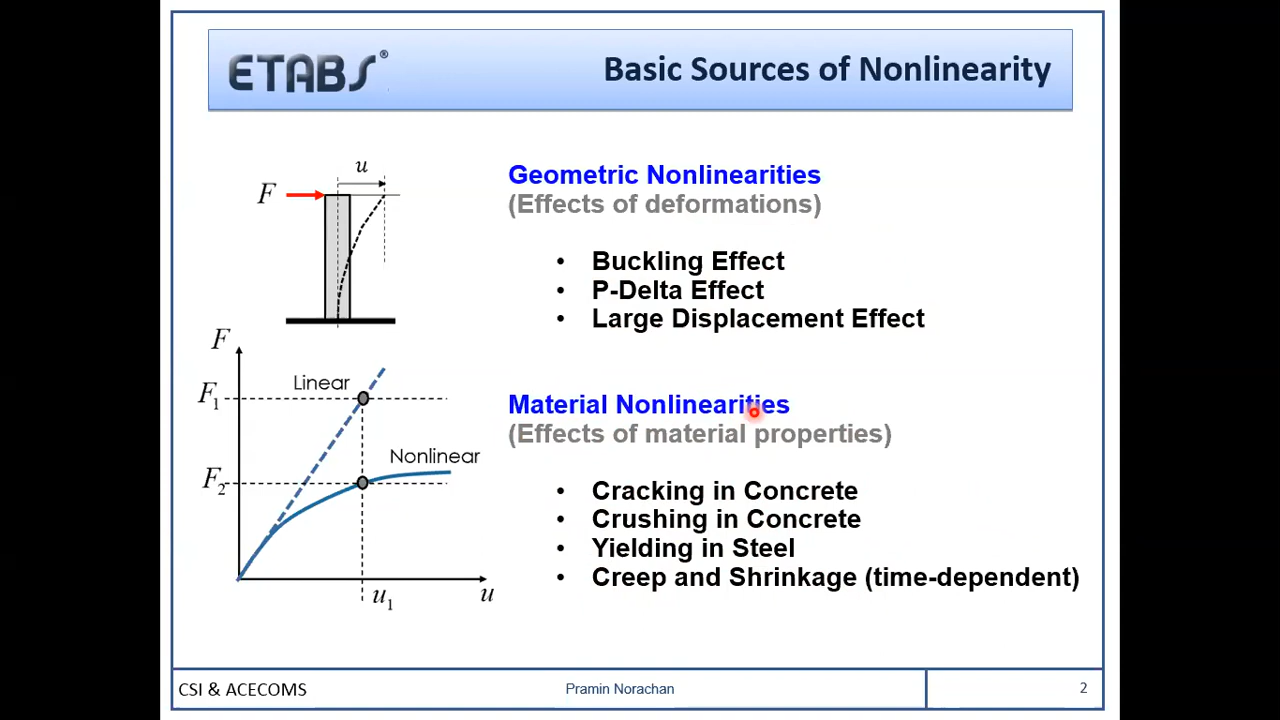 ETABS®
Basic Sources of Nonlinearity
u
F
Geometric Nonlinearities
(Effects of deformations)
• Buckling Effect
• P-Delta Effect
• Large Displacement Effect
F
Linear
F1
Nonlinear
F2
u1
u
Material Nonlinearities
(Effects of material properties)
• Cracking in Concrete
• Crushing in Concrete
• Yielding in Steel
• Creep and Shrinkage (time-dependent)
CSI & ACECOMS
Pramin Norachan
2